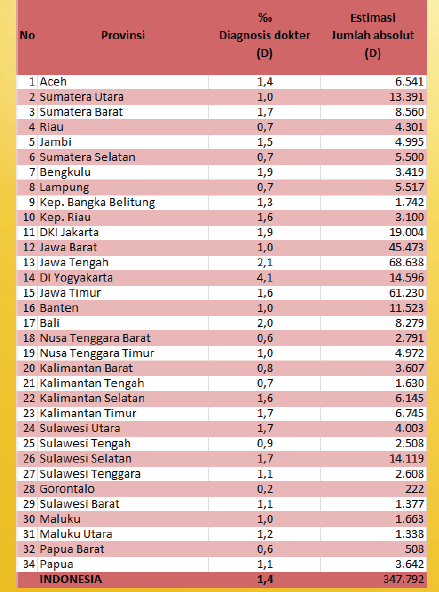 No Provinsi ‰ Diagnosis dokter (D) Estimasi Jumlah absolut (D)
1 Aceh 1,4 6.541
2 Sumatera Utara 1,0 13.391
3 Sumatera Barat 1,7 8.560
4 Riau 0,7 4.301
5 Jambi 1,5 4.995
6 Sumatera Selatan 0,7 5.500
7 Bengkulu 1,9 3.419
8 Lampung 0,7 5.517
9 Kep. Bangka Belitung 1,3 1.742
10 Kep. Riau 1,6 3.100
11 DKI Jakarta 1,9 19.004
12 Jawa Barat 1,0 45.473
13 Jawa Tengah 2,1 68.638
14 DI Yogyakarta 4,1 14.596
15 Jawa Timur 1,6 61.230
16 Banten 1,0 11.523
17 Bali 2,0 8.279
18 Nusa Tenggara Barat 0,6 2.791
19 Nusa Tenggara Timur 1,0 4.972
20 Kalimantan Barat 0,8 3.607
21 Kalimantan Tengah 0,7 1.630
22 Kalimantan Selatan 1,6 6.145
23 Kalimantan Timur 1,7 6.745
24 Sulawesi Utara 1,7 4.003
25 Sulawesi Tengah 0,9 2.508
26 Sulawesi Selatan 1,7 14.119
27 Sulawesi Tenggara 1,1 2.608
28 Gorontalo 0,2 222
29 Sulawesi Barat 1,1 1.377
30 Maluku 1,0 1.663
31 Maluku Utara 1,2 1.338
32 Papua Barat 0,6 508
34 Papua 1,1 3.642
INDONESIA 1,4 347.792